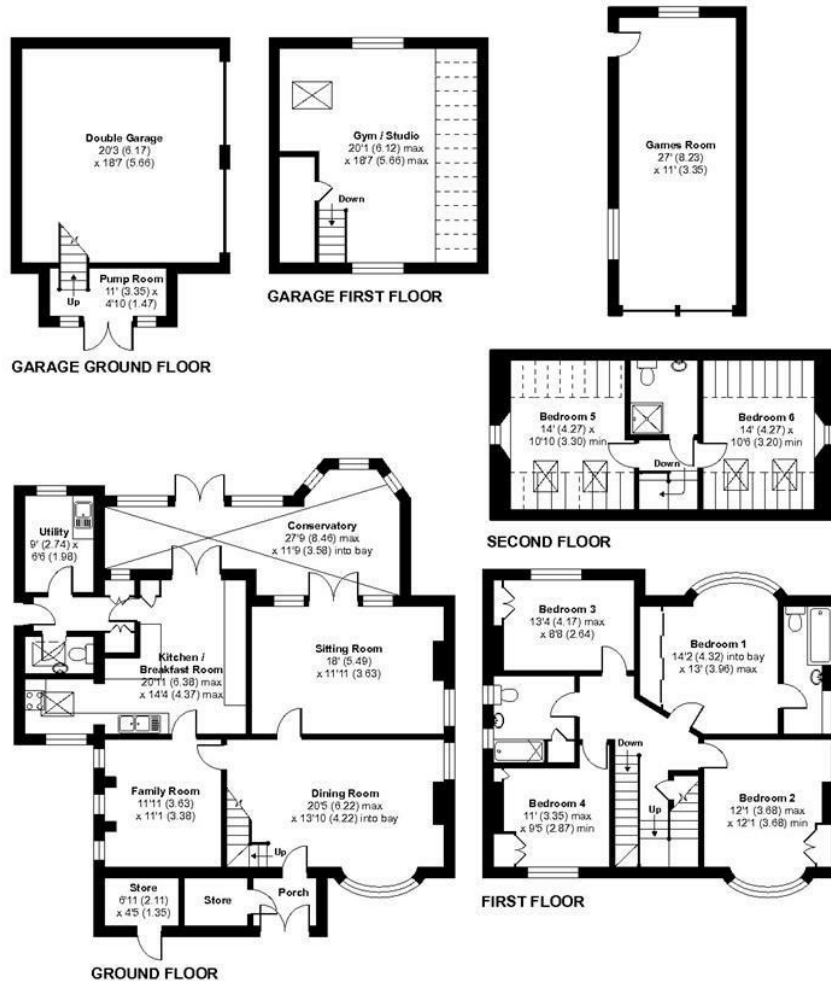 Double Garage
20'3 (6.17)
x 18'7 (5.66)
Up
Pump Room
11' (3.35) x
4'10 (1.47)
GARAGE GROUND FLOOR
Gym / Studio
20'1 (6.12) max
x 18'7 (5.66) max
Down
GARAGE FIRST FLOOR
Games Room
27' (8.23)
x 11' (3.35)
Bedroom 5
14' (4.27) x
10'10 (3.30) min
Down
Bedroom 6
14' (4.27) x
10'6 (3.20) min
SECOND FLOOR
Utility
9' (2.74) x
6'6 (1.98)
Conservatory
27'9 (8.46) max
x 11'9 (3.58) into bay
Kitchen /
Breakfast Room
20'11 (6.38) max
x 14'4 (4.37) max
Sitting Room
18' (5.49)
x 11'11 (3.63)
Family Room
11'11 (3.63)
x 11'1 (3.38)
Dining Room
20'5 (6.22) max
x 13'10 (4.22) into bay
Up
Store
6'11 (2.11)
x 4'5 (1.35)
Store
Porch
GROUND FLOOR
Bedroom 3
13'4 (4.17) max
x 8'8 (2.64)
Bedroom 1
14'2 (4.32) into bay
x 13' (3.96) max
Down
Up
Bedroom 4
11' (3.35) max
x 9'5 (2.87) min
Bedroom 2
12'1 (3.68) max
x 12'1 (3.68) min
FIRST FLOOR